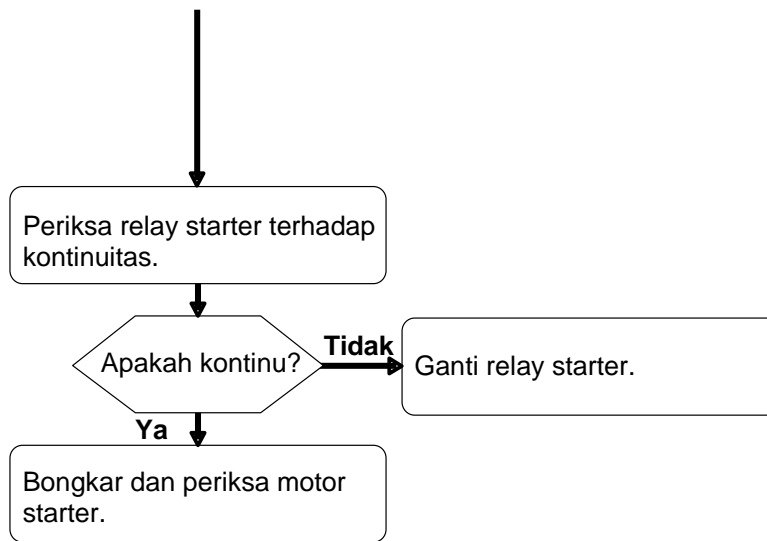 Periksa relay starter terhadap
kontinuitas.
Apakah kontinu?
Tidak
Ganti relay starter.
Ya
Bongkar dan periksa motor
starter.